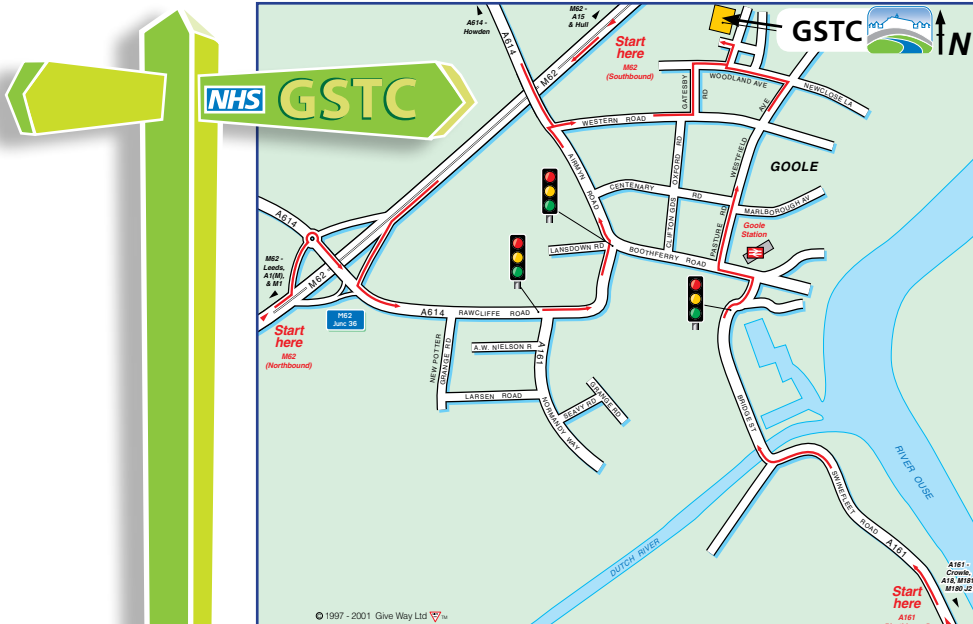 NHS GSTC
A614 -
Howden
M62 -
A15
& Hull
A614
M62
Start
here
M62
(Southbound)
GSTC
N
GATESBY
RD
WOODLAND AVE
NEWCLOSE LA
AVE
WESTFIELD
WESTERN ROAD
AIRMYN
ROAD
OXFORD RD
GOOLE
CENTENARY
RD
MARLBOROUGH AV
CLIFTON GDS
PASTURE RD
Goole
Station
LANSDOWN RD
BOOTHFERRY ROAD
A614
M62 -
Leeds,
A1(M),
& M1
M62
Start
here
M62
(Northbound)
M62
Junc 36
A614
RAWCLIFFE ROAD
A161
NEW POTTER
GRANGE RD
A.W. NIELSON R
LARSEN ROAD
NORMANDY WAY
BEAVY RD
GRANGE RD
BRIDGE ST
RIVER OUSE
SWINEFLEET ROAD
A161
DUTCH RIVER
A161 -
Crowle,
A18, M181
M180 J2
Start
here
A161
© 1997 - 2001 Give Way Ltd TM